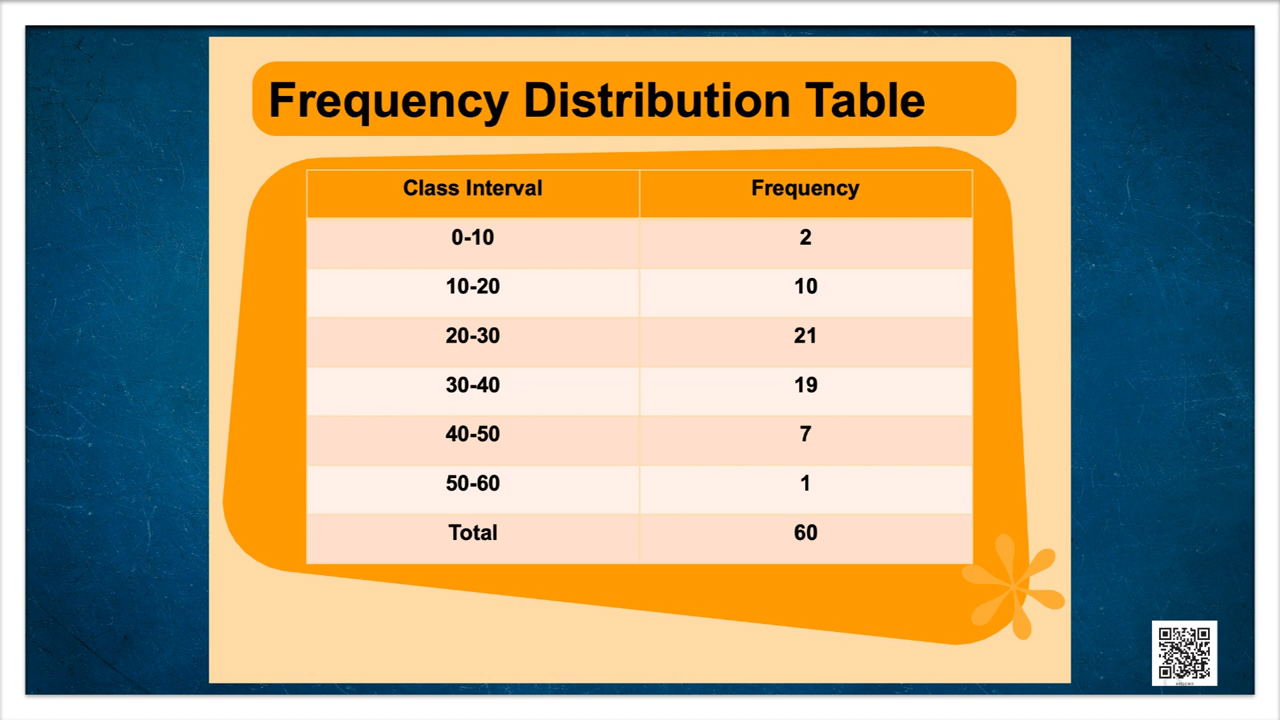 Frequency Distribution Table
Class Interval Frequency
0-10 2
10-20 10
20-30 21
30-40 19
40-50 7
50-60 1
Total 60